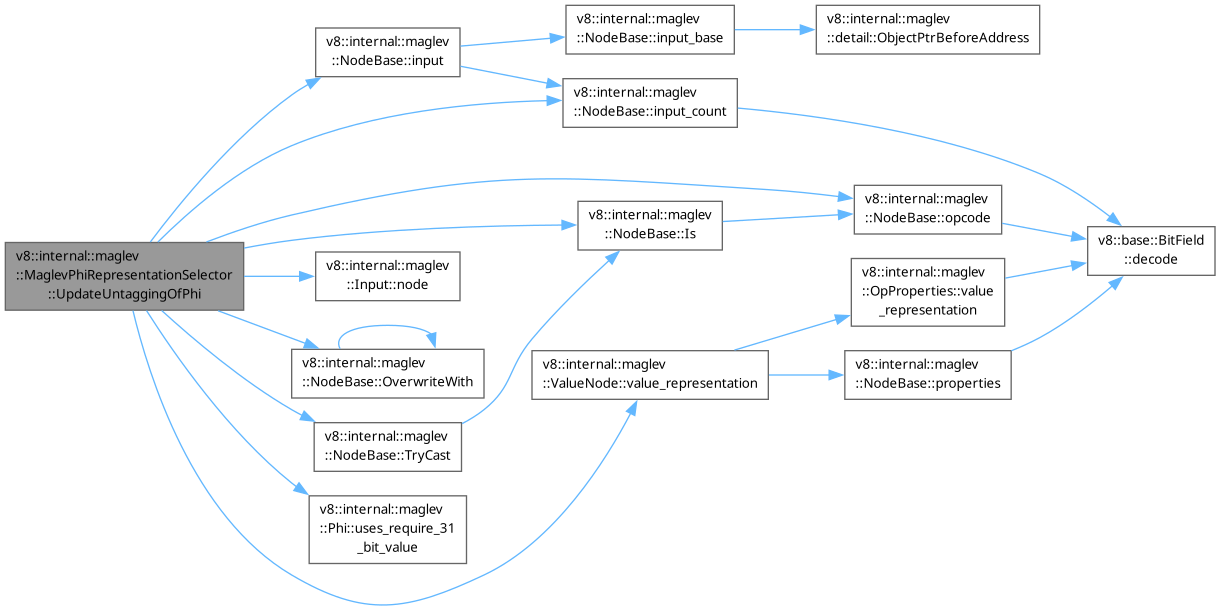 v8::internal::maglev
::MaglevPhiRepresentationSelector
::UpdateUntaggingOfPhi
v8::internal::maglev
::NodeBase::input
v8::internal::maglev
::NodeBase::input_base
v8::internal::maglev
::detail::ObjectPtrBeforeAddress
v8::internal::maglev
::NodeBase::input_count
v8::internal::maglev
::NodeBase::Is
v8::internal::maglev
::NodeBase::opcode
v8::base::BitField
::decode
v8::internal::maglev
::Input::node
v8::internal::maglev
::OpProperties::value
_representation
v8::internal::maglev
::NodeBase::OverwriteWith
v8::internal::maglev
::ValueNode::value_representation
v8::internal::maglev
::NodeBase::properties
v8::internal::maglev
::NodeBase::TryCast
v8::internal::maglev
::Phi::uses_require_31
_bit_value